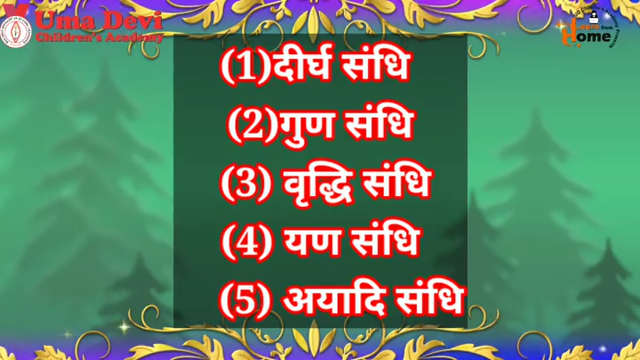 Uma Devi
Children's Academy
Home
(1)दीर्घ संधि
(2)गुण संधि
(3) वृद्धि संधि
(4) यण संधि
(5) अयादि संधि